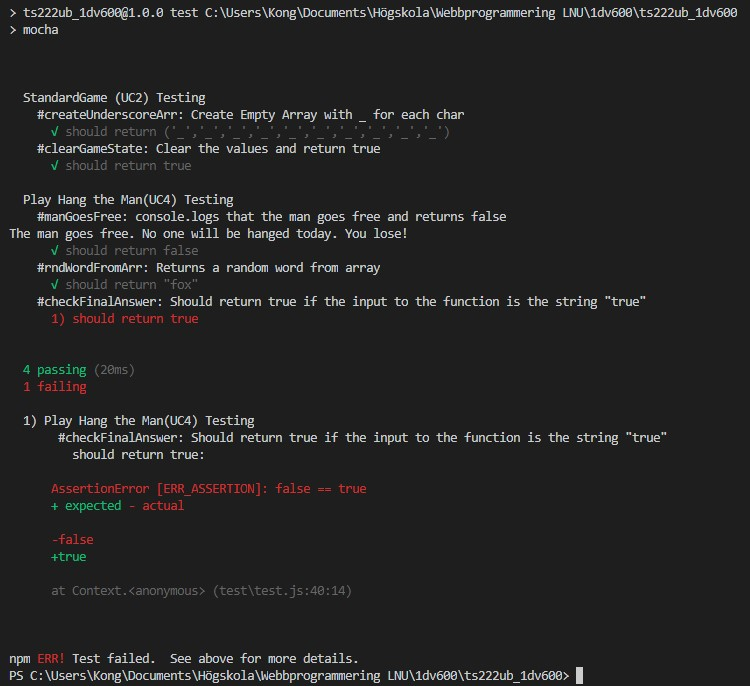 > ts222ub_1dv600@1.0.0 test C:\Users\Kong\Documents\Högskola\Webbprogrammering LNU\1dv600\ts222ub_1dv600
> mocha
StandardGame (UC2) Testing
#createUnderscoreArr: Create Empty Array with _ for each char
√ should return ('_','_','_','_','_','_','_','_','_','_')
#clearGameState: Clear the values and return true
√ should return true
Play Hang the Man(UC4) Testing
#manGoesFree: console.logs that the man goes free and returns false
The man goes free. No one will be hanged today. You lose!
√ should return false
#rndWordFromArr: Returns a random word from array
√ should return "fox"
#checkFinalAnswer: Should return true if the input to the function is the string "true"
1) should return true
4 passing (20ms)
1 failing
1) Play Hang the Man(UC4) Testing
#checkFinalAnswer: Should return true if the input to the function is the string "true"
should return true:
AssertionError [ERR_ASSERTION]: false == true
+ expected - actual
-false
+true
at Context.<anonymous> (test\test.js:40:14)
npm ERR! Test failed.  See above for more details.
PS C:\Users\Kong\Documents\Högskola\Webbprogrammering LNU\1dv600\ts222ub_1dv600>